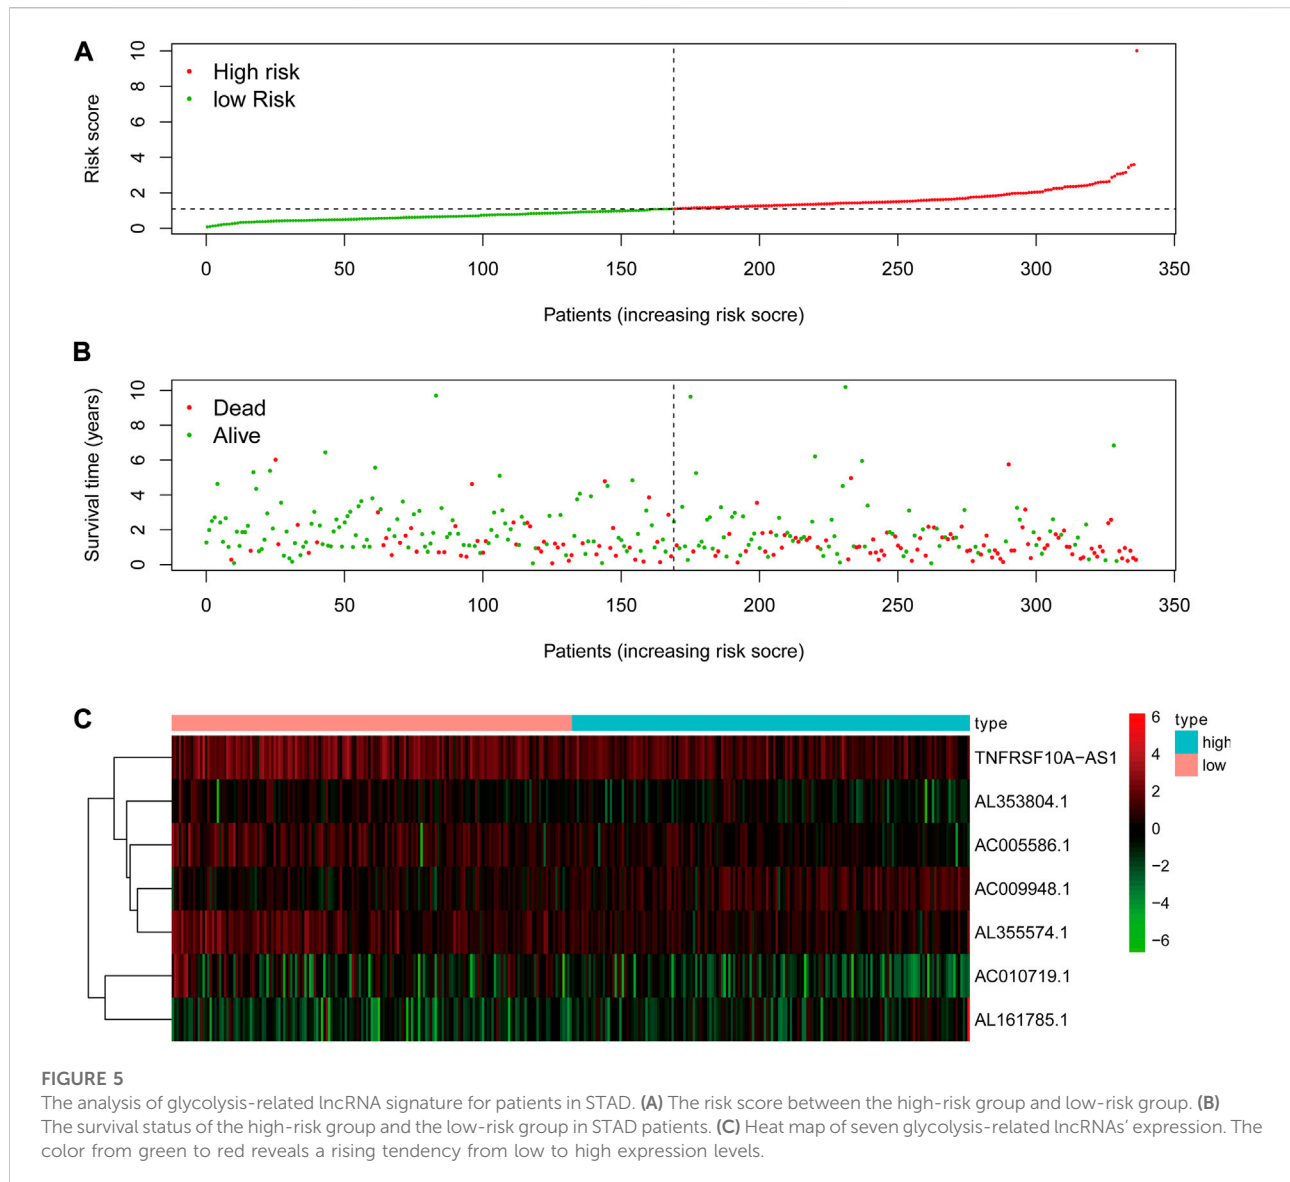 A
10
8
6
4
2
0
Risk score
High risk
low Risk
0 50 100 150 200 250 300 350
Patients (increasing risk socre)
B
10
8
6
4
2
0
Survival time (years)
Dead
Alive
0 50 100 150 200 250 300 350
Patients (increasing risk socre)
C
type
TNFRSF10A−AS1
AL353804.1
AC005586.1
AC009948.1
AL355574.1
AC010719.1
AL161785.1
6
4
2
0
−2
−4
−6
type
high
low
FIGURE 5
The analysis of glycolysis-related lncRNA signature for patients in STAD. (A) The risk score between the high-risk group and low-risk group. (B)
The survival status of the high-risk group and the low-risk group in STAD patients. (C) Heat map of seven glycolysis-related lncRNAs' expression. The
color from green to red reveals a rising tendency from low to high expression levels.